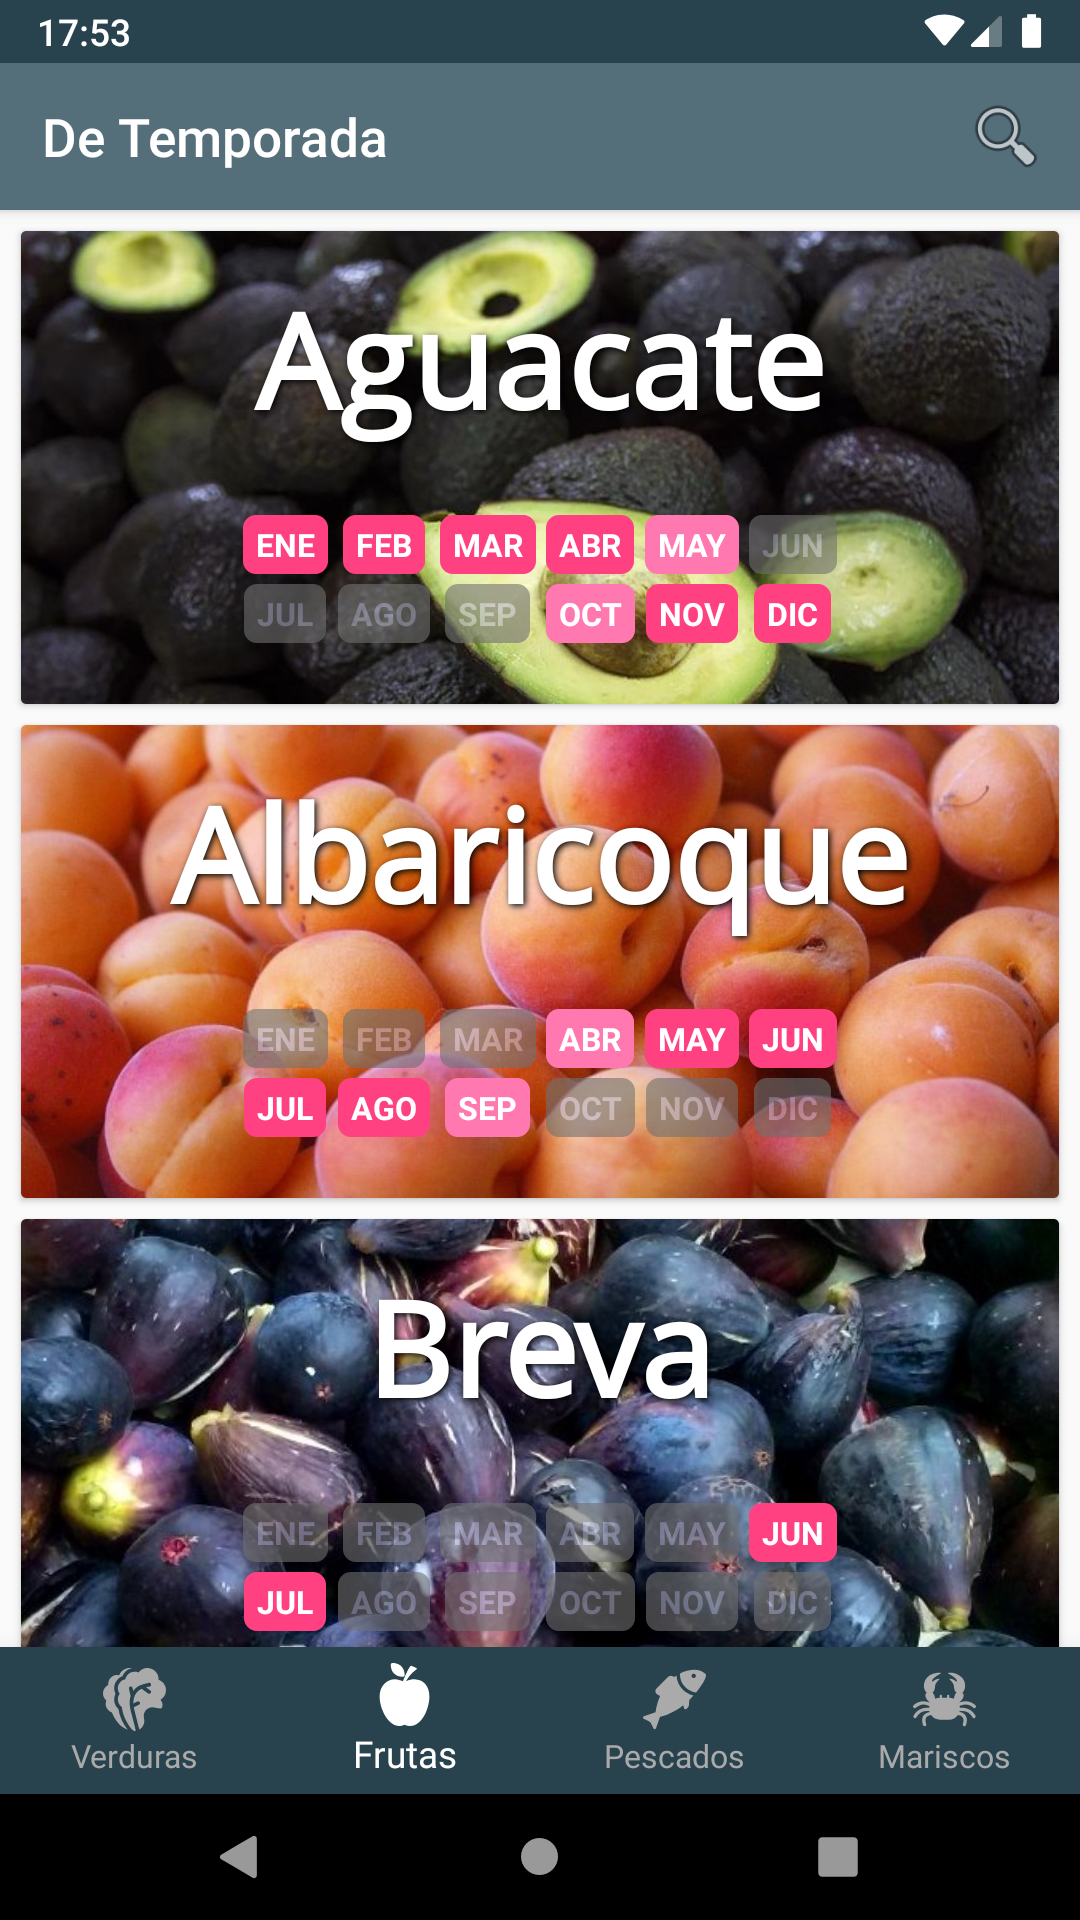 17:53
De Temporada
Aguacate
ENE FEB MAR ABR MAY JUN
JUL AGO SEP OCT NOV DIC
Albaricoque
ENE FEB MAR ABR MAY JUN
JUL AGO SEP OCT NOV DIC
Breva
ENE FEB MAR ABR MAY JUN
JUL AGO SEP OCT NOV DIC
Verduras Frutas Pescados Mariscos